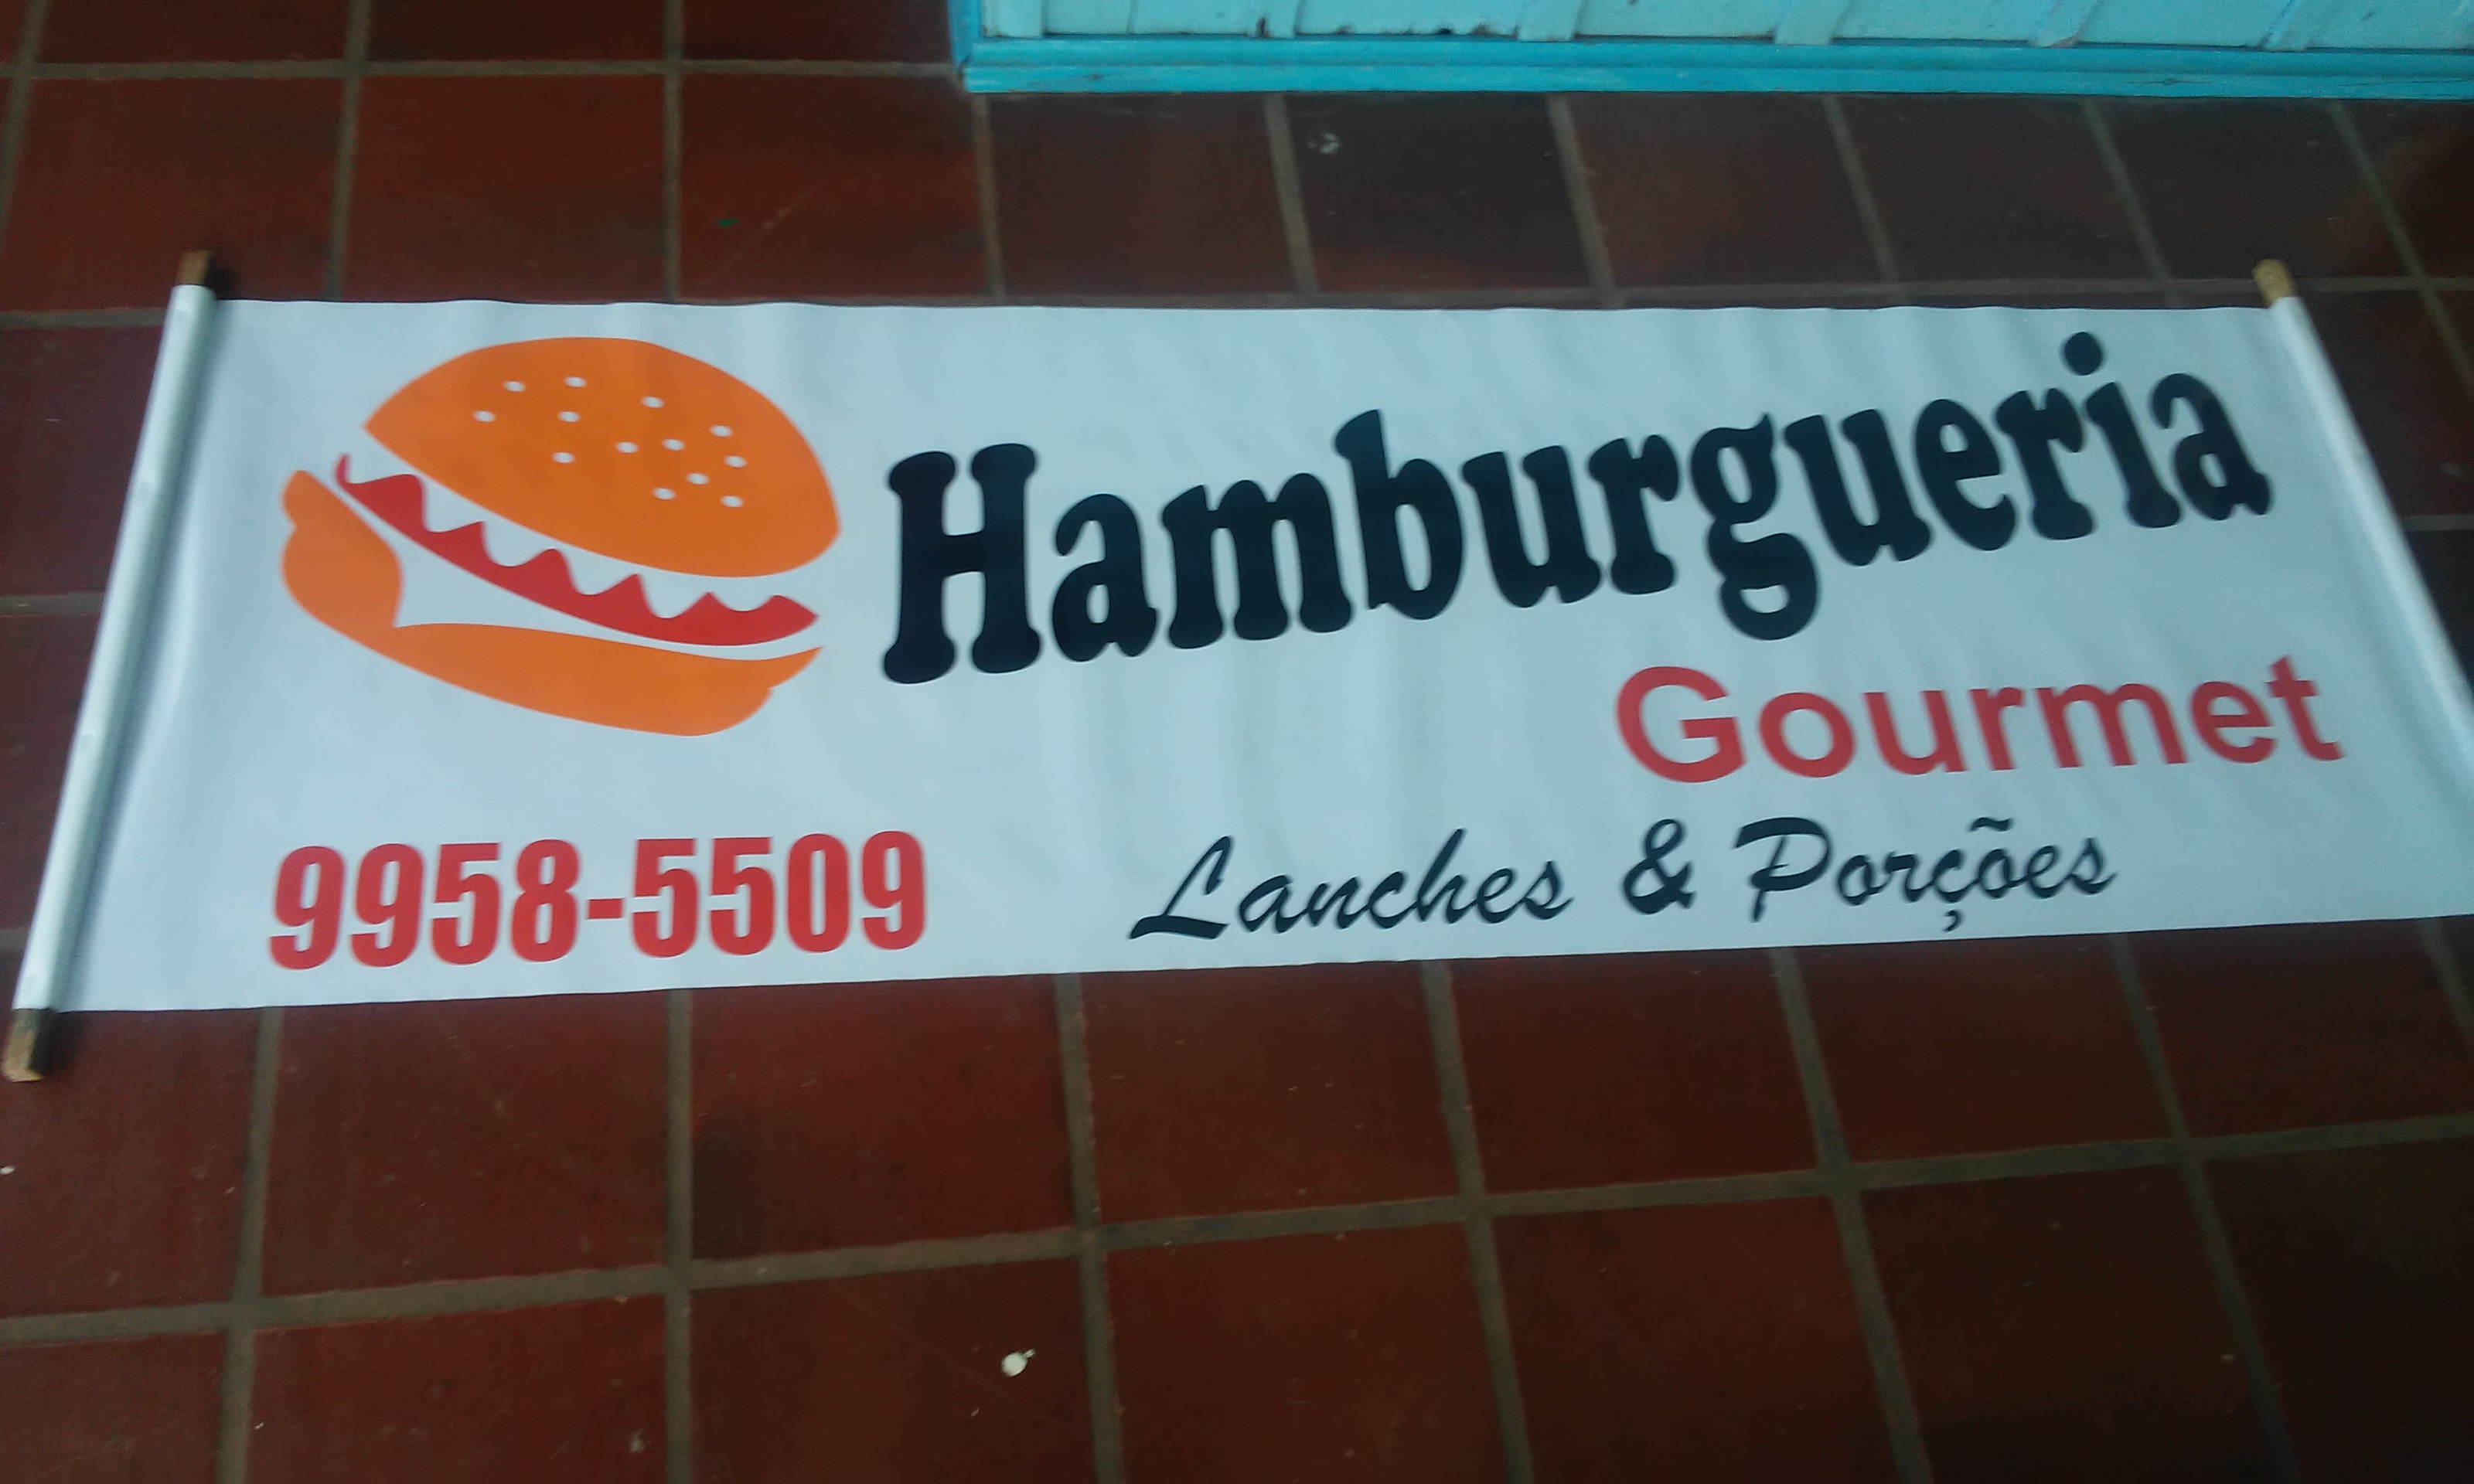 Hamburgueria
Gourmet
9958-5509
Lanches & Porções